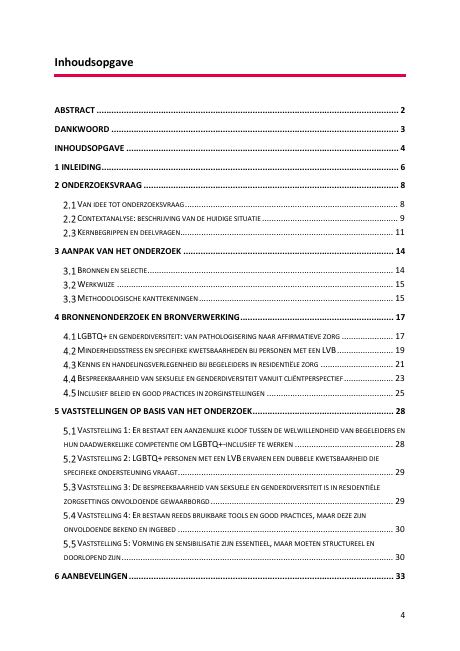 Inhoudsopgave
ABSTRACT ........ 2
DANKWOORD ........ 3
INHOUDSOPGAVE ........ 4
1 INLEIDING ........ 6
2 ONDERZOEKSVRAAG ........ 8
2.1 VAN IDEE TOT ONDERZOEKSVRAAG ........ 8
2.2 CONTEXTANALYSE: BESCHRIJVING VAN DE HUIDIGE SITUATIE ........ 9
2.3 KERNBEGRIPPEN EN DEELVRAGEN ........ 11
3 AANPAK VAN HET ONDERZOEK ........ 14
3.1 BRONNEN EN SELECTIE ........ 14
3.2 WERKWIJZE ........ 15
3.3 METHODOLOGISCHE KANTTEKENINGEN ........ 15
4 BRONNENONDERZOEK EN BRONVERWERKING ........ 17
4.1 LGBTQ+ EN GENDERDIVERSITEIT: VAN PATHOLOGISERING NAAR AFFIRMATIEVE ZORG ........ 17
4.2 MINDERHEIDSSTRESS EN SPECIFIEKE KWETSBAARHEDEN BIJ PERSONEN MET EEN LVB ........ 19
4.3 KENNIS EN HANDELINGSVERLEGENHEID BIJ BEGELEIDERS IN RESIDENTIËLE ZORG ........ 21
4.4 BESPREEKBAARHEID VAN SEKSUELE EN GENDERDIVERSITEIT VANUIT CLIËNTPERSPECTIEF ........ 23
4.5 INCLUSIEF BELEID EN GOOD PRACTICES IN ZORGINSTELLINGEN ........ 25
5 VASTSTELLINGEN OP BASIS VAN HET ONDERZOEK ........ 28
5.1 VASTSTELLING 1: ER BESTAAT EEN AANZIENLIJKE KLOOF TUSSEN DE WELWILLENDHEID VAN BEGELEIDERS EN
HUN DAADWERKELIJKE COMPETENTIE OM LGBTQ+-INCLUSIEF TE WERKEN ........ 28
5.2 VASTSTELLING 2: LGBTQ+ PERSONEN MET EEN LVB ERVAREN EEN DUBBELE KWETSBAARHEID DIE
SPECIFIEKE ONDERSTEUNING VRAAGT ........ 29
5.3 VASTSTELLING 3: DE BESPREEKBAARHEID VAN SEKSUELE EN GENDERDIVERSITEIT IS IN RESIDENTIËLE
ZORGSETTINGS ONVOLDOENDE GEWAARBORGD ........ 29
5.4 VASTSTELLING 4: ER BESTAAN REEDS BRUIKBARE TOOLS EN GOOD PRACTICES, MAAR DEZE ZIJN
ONVOLDOENDE BEKEND EN INGEBED ........ 30
5.5 VASTSTELLING 5: VORMING EN SENSIBILISATIE ZIJN ESSENTIEEL, MAAR MOETEN STRUCTUREEL EN
DOORLOPEND ZIJN ........ 30
6 AANBEVELINGEN ........ 33
4